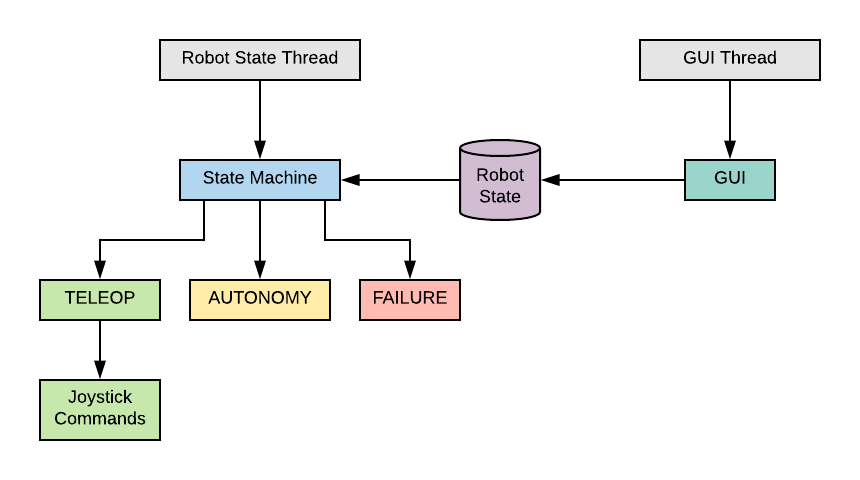 Robot State Thread
GUI Thread
State Machine
Robot
State
GUI
TELEOP
AUTONOMY
FAILURE
Joystick
Commands